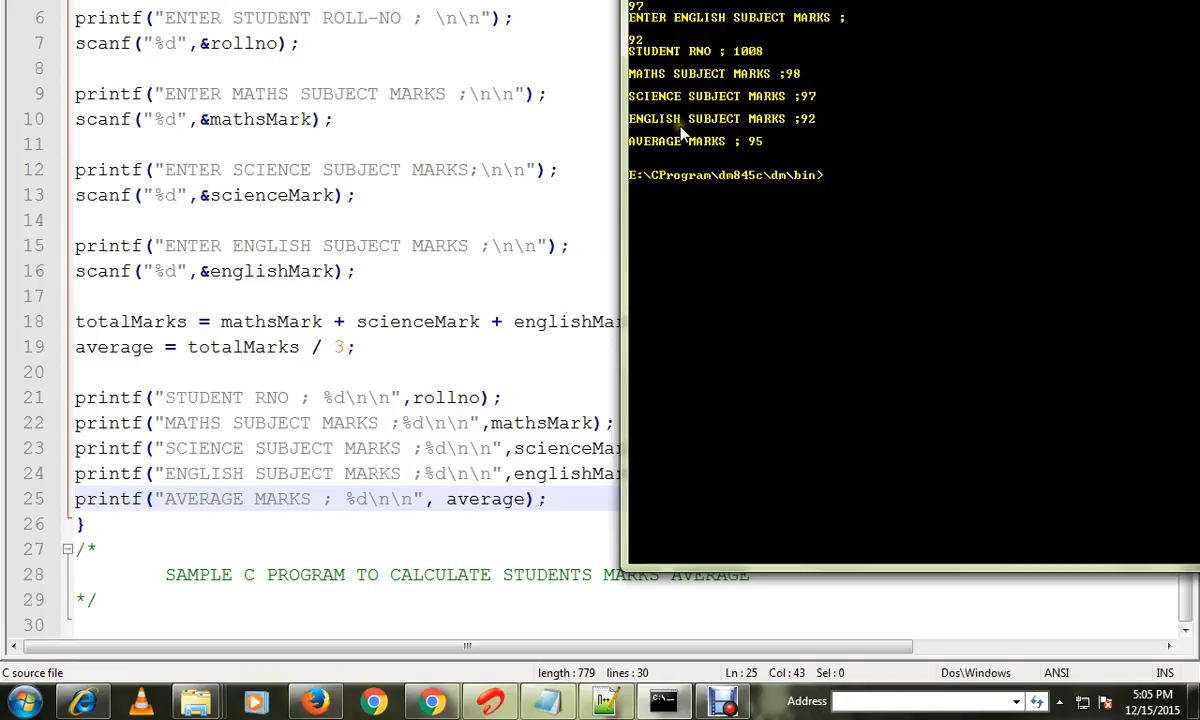 6 printf("ENTER STUDENT ROLL-NO ; \n\n");
7 scanf("%d",&rollno);
8
9 printf("ENTER MATHS SUBJECT MARKS ;\n\n");
10 scanf("%d",&mathsMark);
11
12 printf("ENTER SCIENCE SUBJECT MARKS;\n\n");
13 scanf("%d",&scienceMark);
14
15 printf("ENTER ENGLISH SUBJECT MARKS ;\n\n");
16 scanf("%d",&englishMark);
17
18 totalMarks = mathsMark + scienceMark + englishMar
19 average = totalMarks / 3;
20
21 printf("STUDENT RNO ; %d\n\n",rollno);
22 printf("MATHS SUBJECT MARKS ;%d\n\n",mathsMark);
23 printf("SCIENCE SUBJECT MARKS ;%d\n\n",scienceMar
24 printf("ENGLISH SUBJECT MARKS ;%d\n\n",englishMar
25 printf("AVERAGE MARKS ; %d\n\n", average);
26 }
27 /*
28 SAMPLE C PROGRAM TO CALCULATE STUDENTS MARKS AVERAGE
29 */
30
97
ENTER ENGLISH SUBJECT MARKS ;
92
STUDENT RNO ; 1008
MATHS SUBJECT MARKS ;98
SCIENCE SUBJECT MARKS ;97
ENGLISH SUBJECT MARKS ;92
AVERAGE MARKS ; 95
E:\CProgram\dm845c\dm\bin>
C source file length : 779 lines : 30 Ln : 25 Col : 43 Sel : 0 Dos\Windows ANSI INS
Address
5:05 PM
12/15/2015